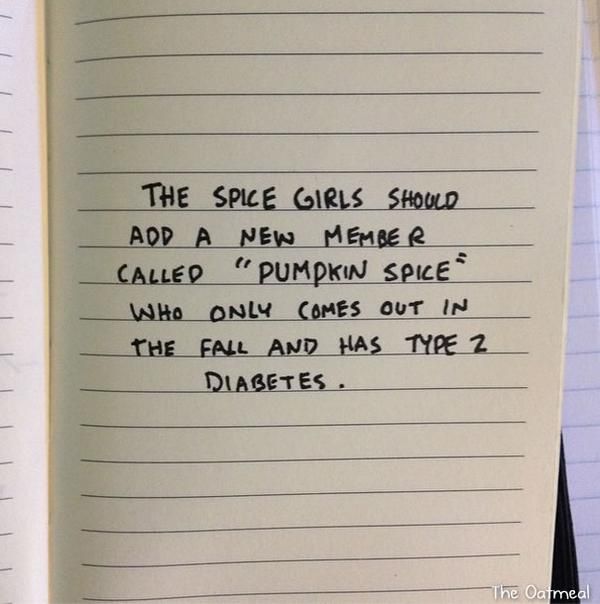 THE SPICE GIRLS SHOULD
ADD A NEW MEMBER
CALLED "PUMPKIN SPICE"
WHO ONLY COMES OUT IN
THE FALL AND HAS TYPE 2
DIABETES.
The Oatmeal